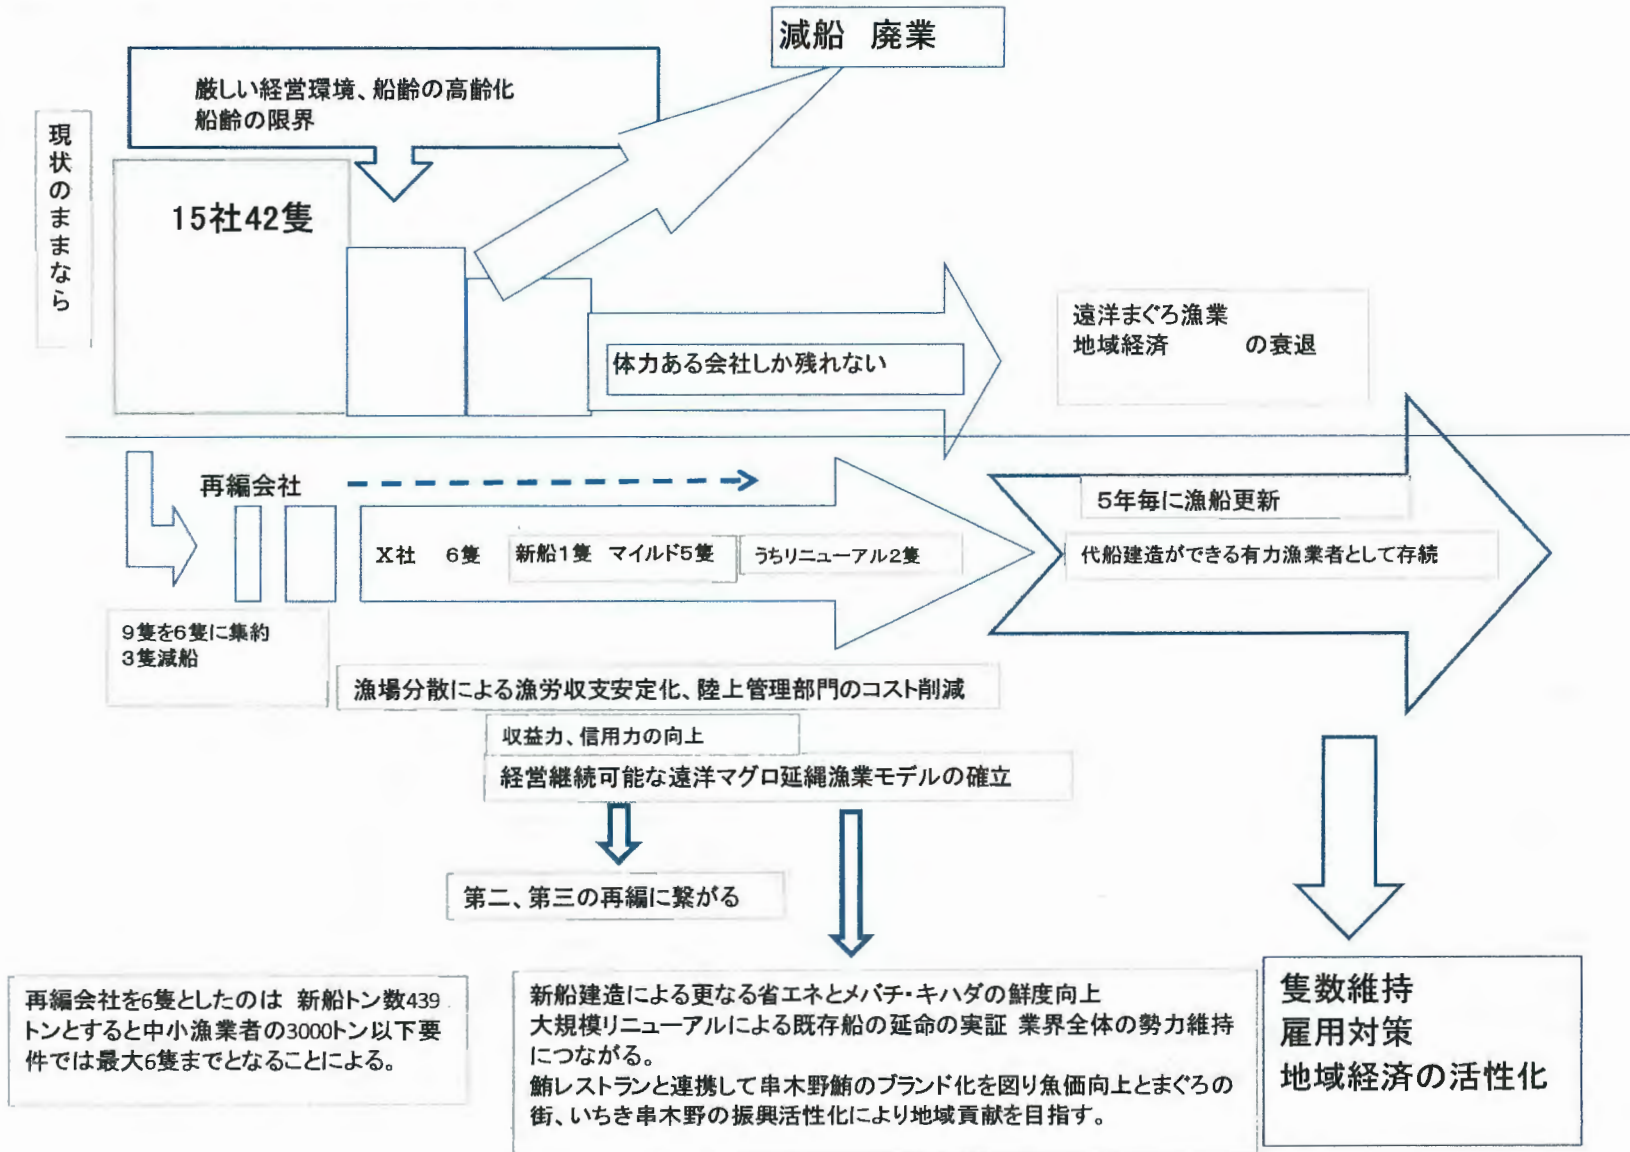 減船　廃業
厳しい経営環境、船齢の高齢化
船齢の限界
現状のままなら
15社42隻
体力ある会社しか残れない
遠洋まぐろ漁業
地域経済　　　の衰退
再編会社
5年毎に漁船更新
X社　6隻　新船1隻　マイルド5隻　うちリニューアル2隻
代船建造ができる有力漁業者として存続
9隻を6隻に集約
3隻減船
漁場分散による漁労収支安定化、陸上管理部門のコスト削減
収益力、信用力の向上
経営継続可能な遠洋マグロ延縄漁業モデルの確立
第二、第三の再編に繋がる
再編会社を6隻としたのは 新船トン数439
トンとすると中小漁業者の3000トン以下要
件では最大6隻までとなることによる。
新船建造による更なる省エネとメバチ・キハダの鮮度向上
大規模リニューアルによる既存船の延命の実証 業界全体の勢力維持
につながる。
鮪レストランと連携して串木野鮪のブランド化を図り魚価向上とまぐろの
街、いちき串木野の振興活性化により地域貢献を目指す。
隻数維持
雇用対策
地域経済の活性化